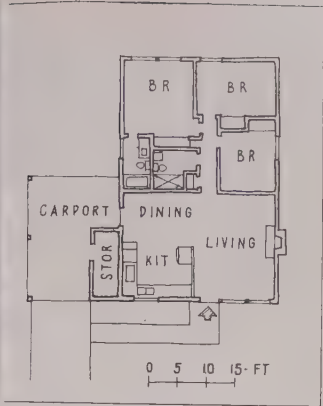 BR
BR
BR
CARPORT
DINING
LIVING
STOR
KIT
0 5 10 15-FT